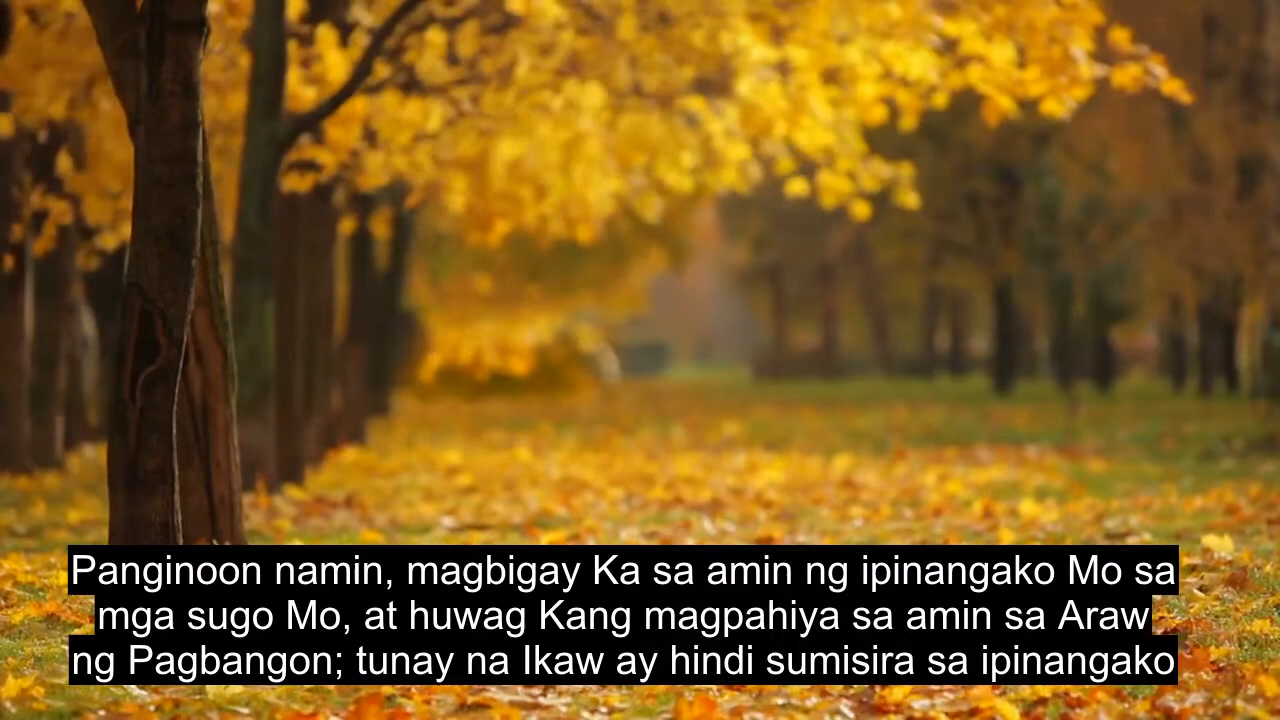 Panginoon namin, magbigay Ka sa amin ng ipinangako Mo sa
mga sugo Mo, at huwag Kang magpahiya sa amin sa Araw
ng Pagbangon; tunay na Ikaw ay hindi sumisira sa ipinangako